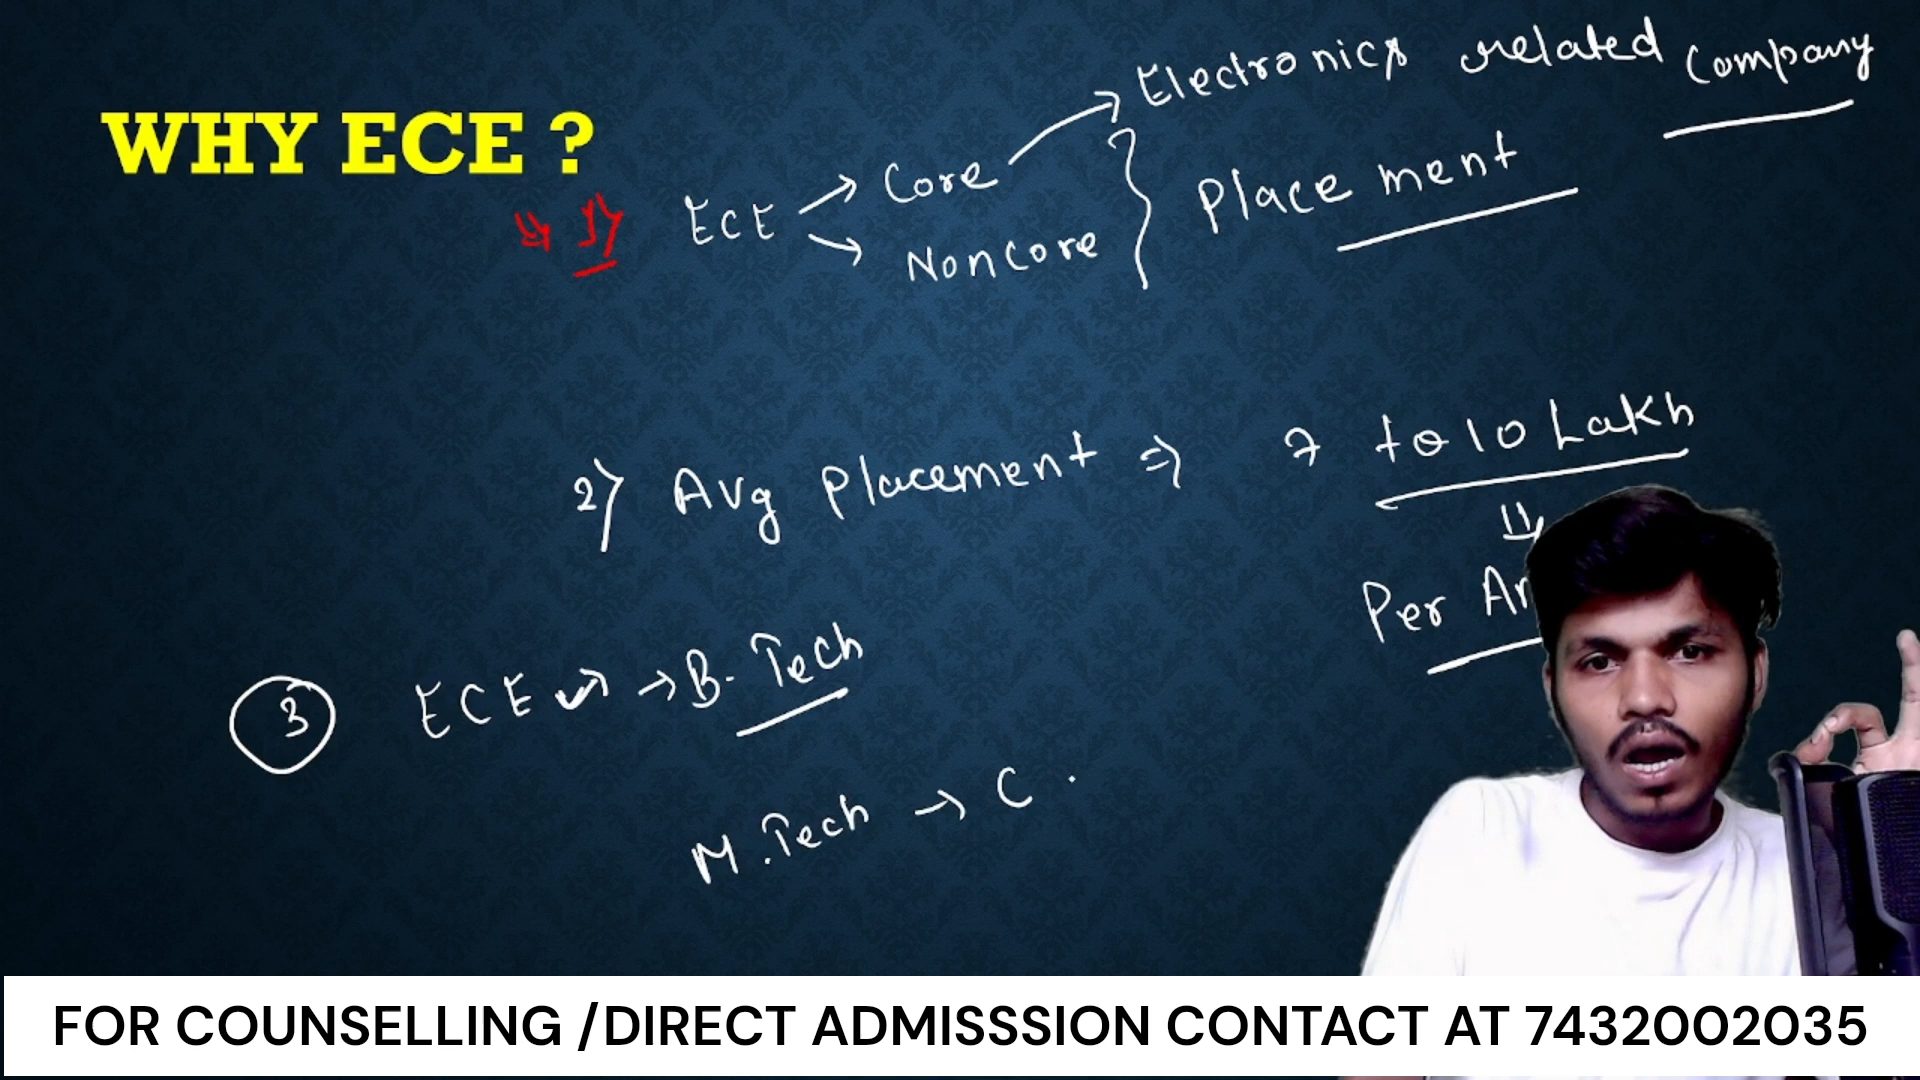 WHY ECE ?
Electronics related Company
1) ECE → Core
→ Noncore
Placement
2) Avg Placement ⇒ 7 to 10 Lakh
Per
3 ECE → B. Tech
M. Tech → C
FOR COUNSELLING /DIRECT ADMISSSION CONTACT AT 7432002035